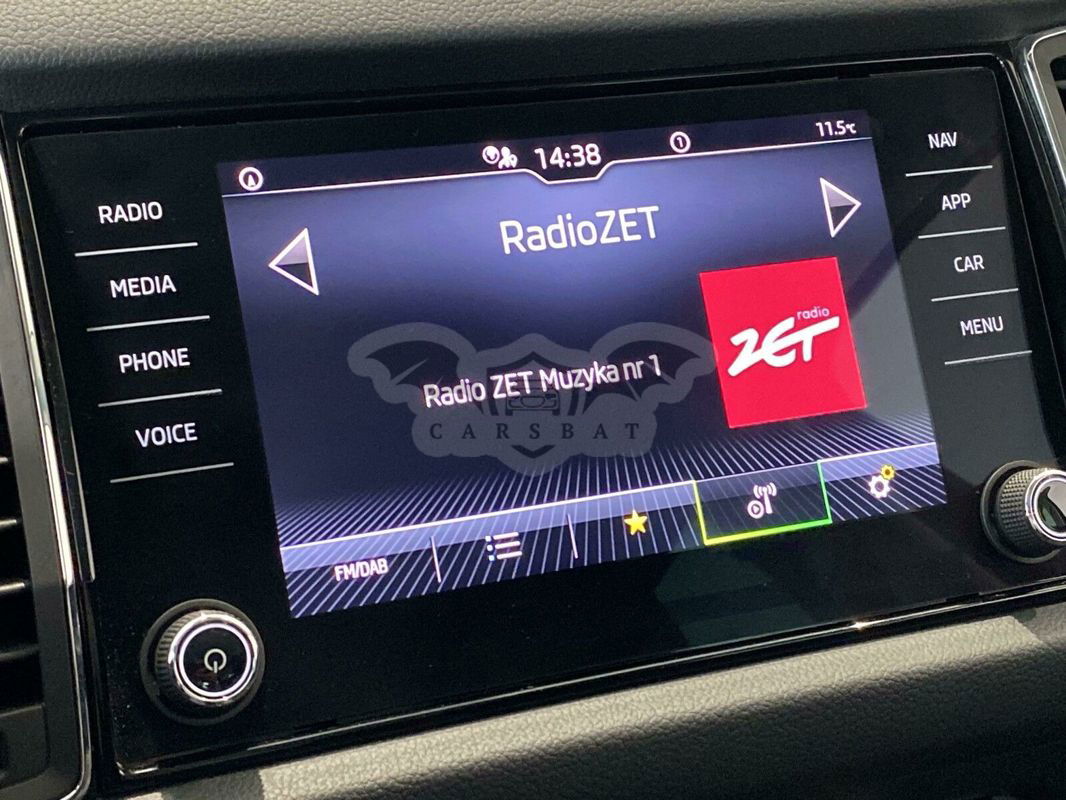 14:38
1
11.5°C
RadioZET
radio
ZET
Radio ZET Muzyka nr 1
CARSBAT
FM/DAB
RADIO
MEDIA
PHONE
VOICE
NAV
APP
CAR
MENU